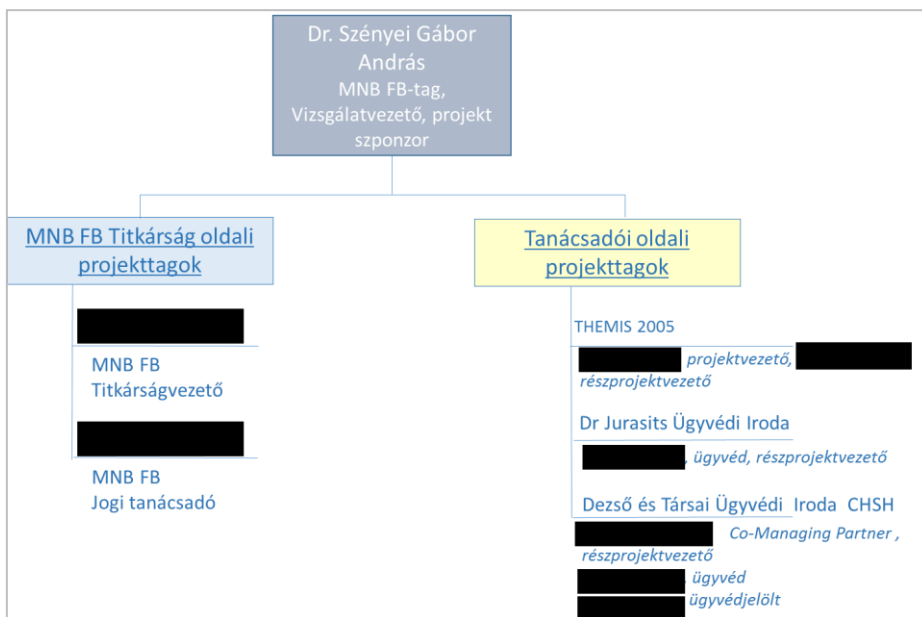 Dr. Szényei Gábor
András
MNB FB-tag,
Vizsgálatvezető, projekt
szponzor
MNB FB Titkárság oldali
projekttagok
MNB FB
Titkárságvezető
MNB FB
Jogi tanácsadó
Tanácsadói oldali
projekttagok
THEMIS 2005
projektvezető,
részprojektvezető
Dr Jurasits Ügyvédi Iroda
, ügyvéd, részprojektvezető
Dezső és Társai Ügyvédi Iroda CHSH
Co-Managing Partner ,
részprojektvezető
, ügyvéd
ügyvédjelölt